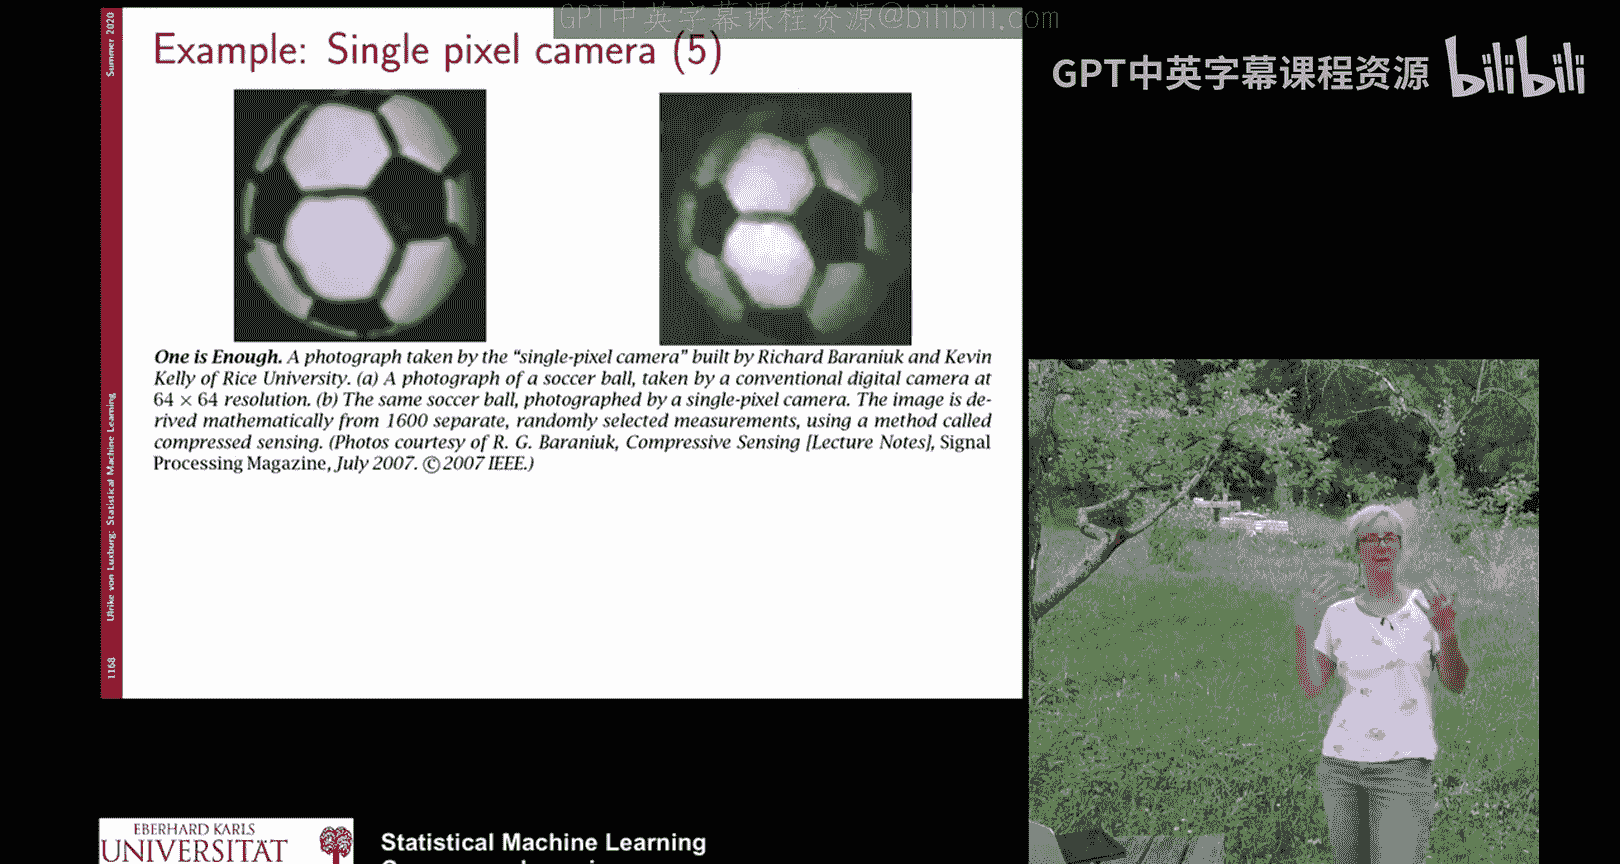 GPT中英字幕课程资源@bilibili.com
Example: Single pixel camera (5)
GPT中英字幕课程资源 bilibili
One is Enough. A photograph taken by the “single-pixel camera” built by Richard Baraniuk and Kevin
Kelly of Rice University. (a) A photograph of a soccer ball, taken by a conventional digital camera at
64 × 64 resolution. (b) The same soccer ball, photographed by a single-pixel camera. The image is de-
rived mathematically from 1600 separate, randomly selected measurements, using a method called
compressed sensing. (Photos courtesy of R. G. Baraniuk, Compressive Sensing [Lecture Notes], Signal
Processing Magazine, July 2007. ©2007 IEEE.)
Summer 2020
Ulrike von Luxburg: Statistical Machine Learning
1168
EBERHARD KARLS
UNIVERSITÄT
Statistical Machine Learning